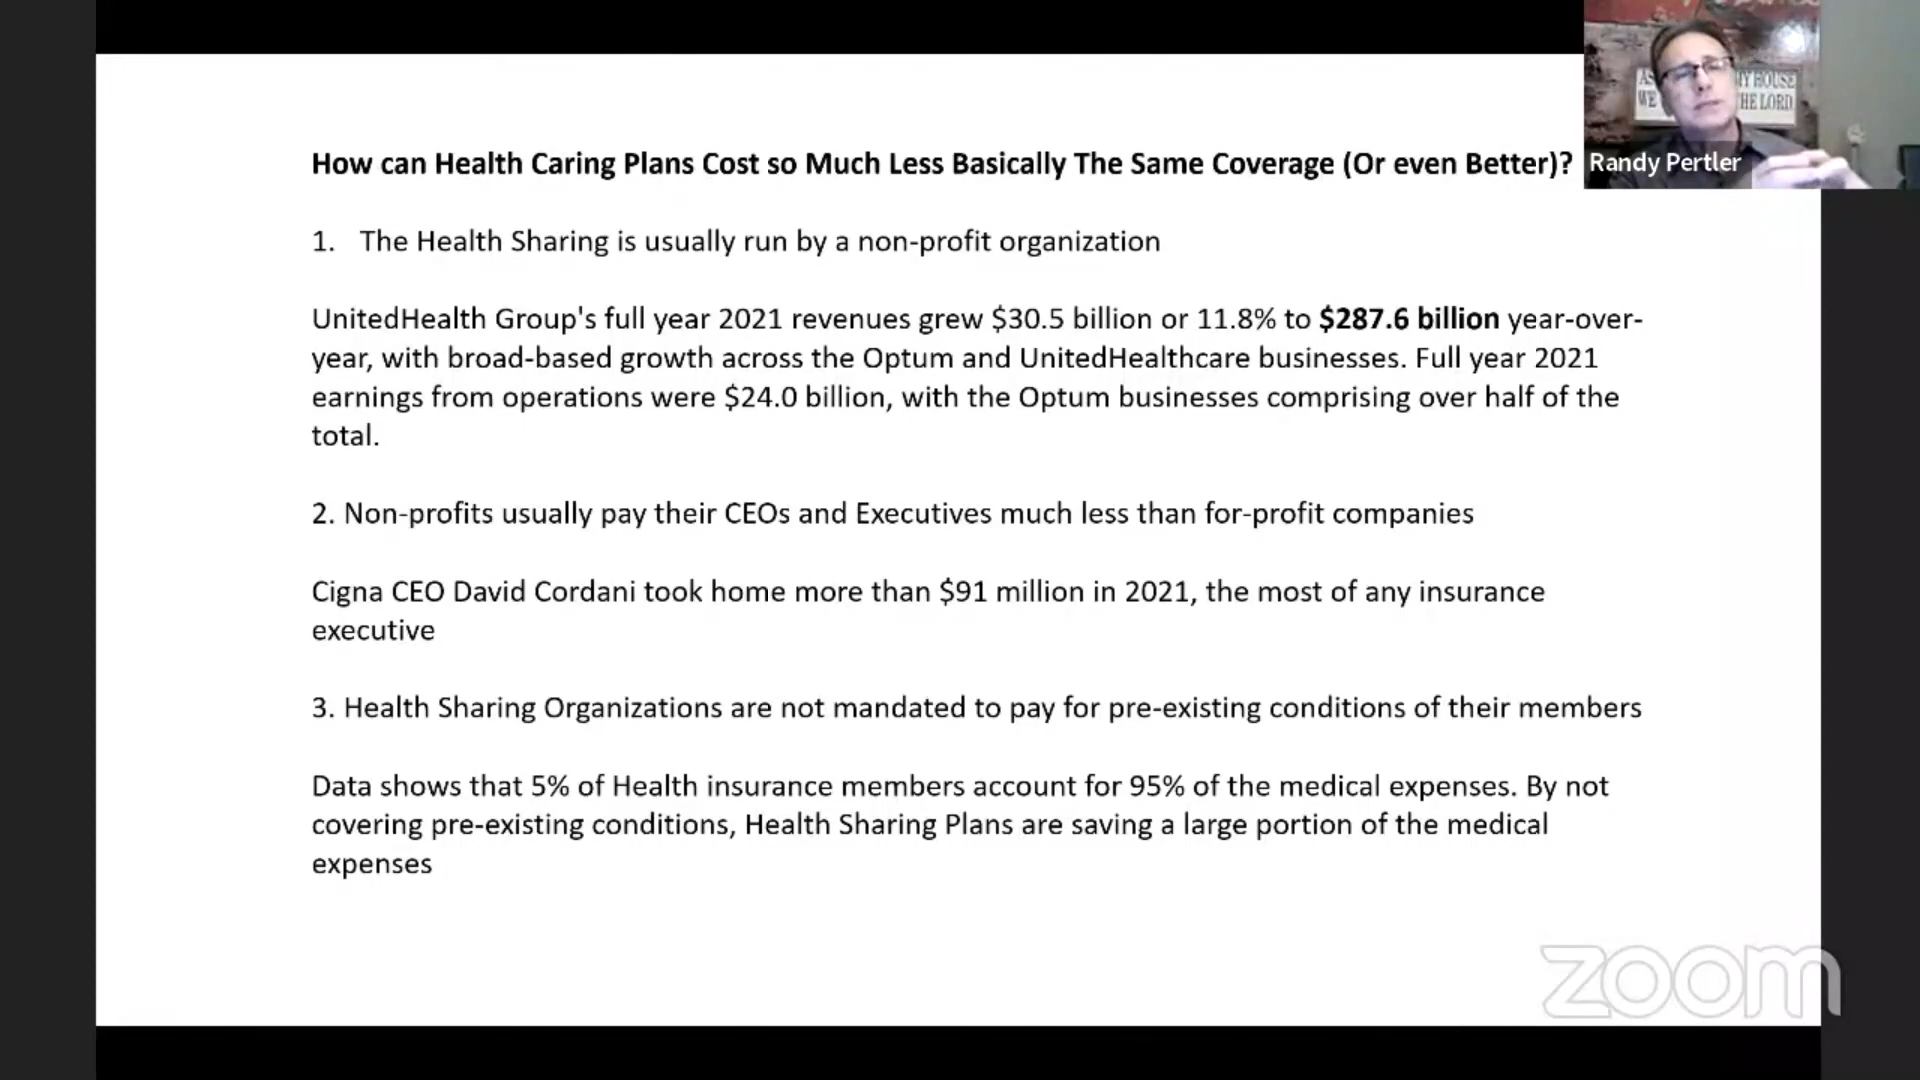 How can Health Caring Plans Cost so Much Less Basically The Same Coverage (Or even Better)?
AS
MY HOUSE
WE
THE LORD
Randy Pertler
1. The Health Sharing is usually run by a non-profit organization
UnitedHealth Group's full year 2021 revenues grew $30.5 billion or 11.8% to $287.6 billion year-over-
year, with broad-based growth across the Optum and UnitedHealthcare businesses. Full year 2021
earnings from operations were $24.0 billion, with the Optum businesses comprising over half of the
total.
2. Non-profits usually pay their CEOs and Executives much less than for-profit companies
Cigna CEO David Cordani took home more than $91 million in 2021, the most of any insurance
executive
3. Health Sharing Organizations are not mandated to pay for pre-existing conditions of their members
Data shows that 5% of Health insurance members account for 95% of the medical expenses. By not
covering pre-existing conditions, Health Sharing Plans are saving a large portion of the medical
expenses
zoom